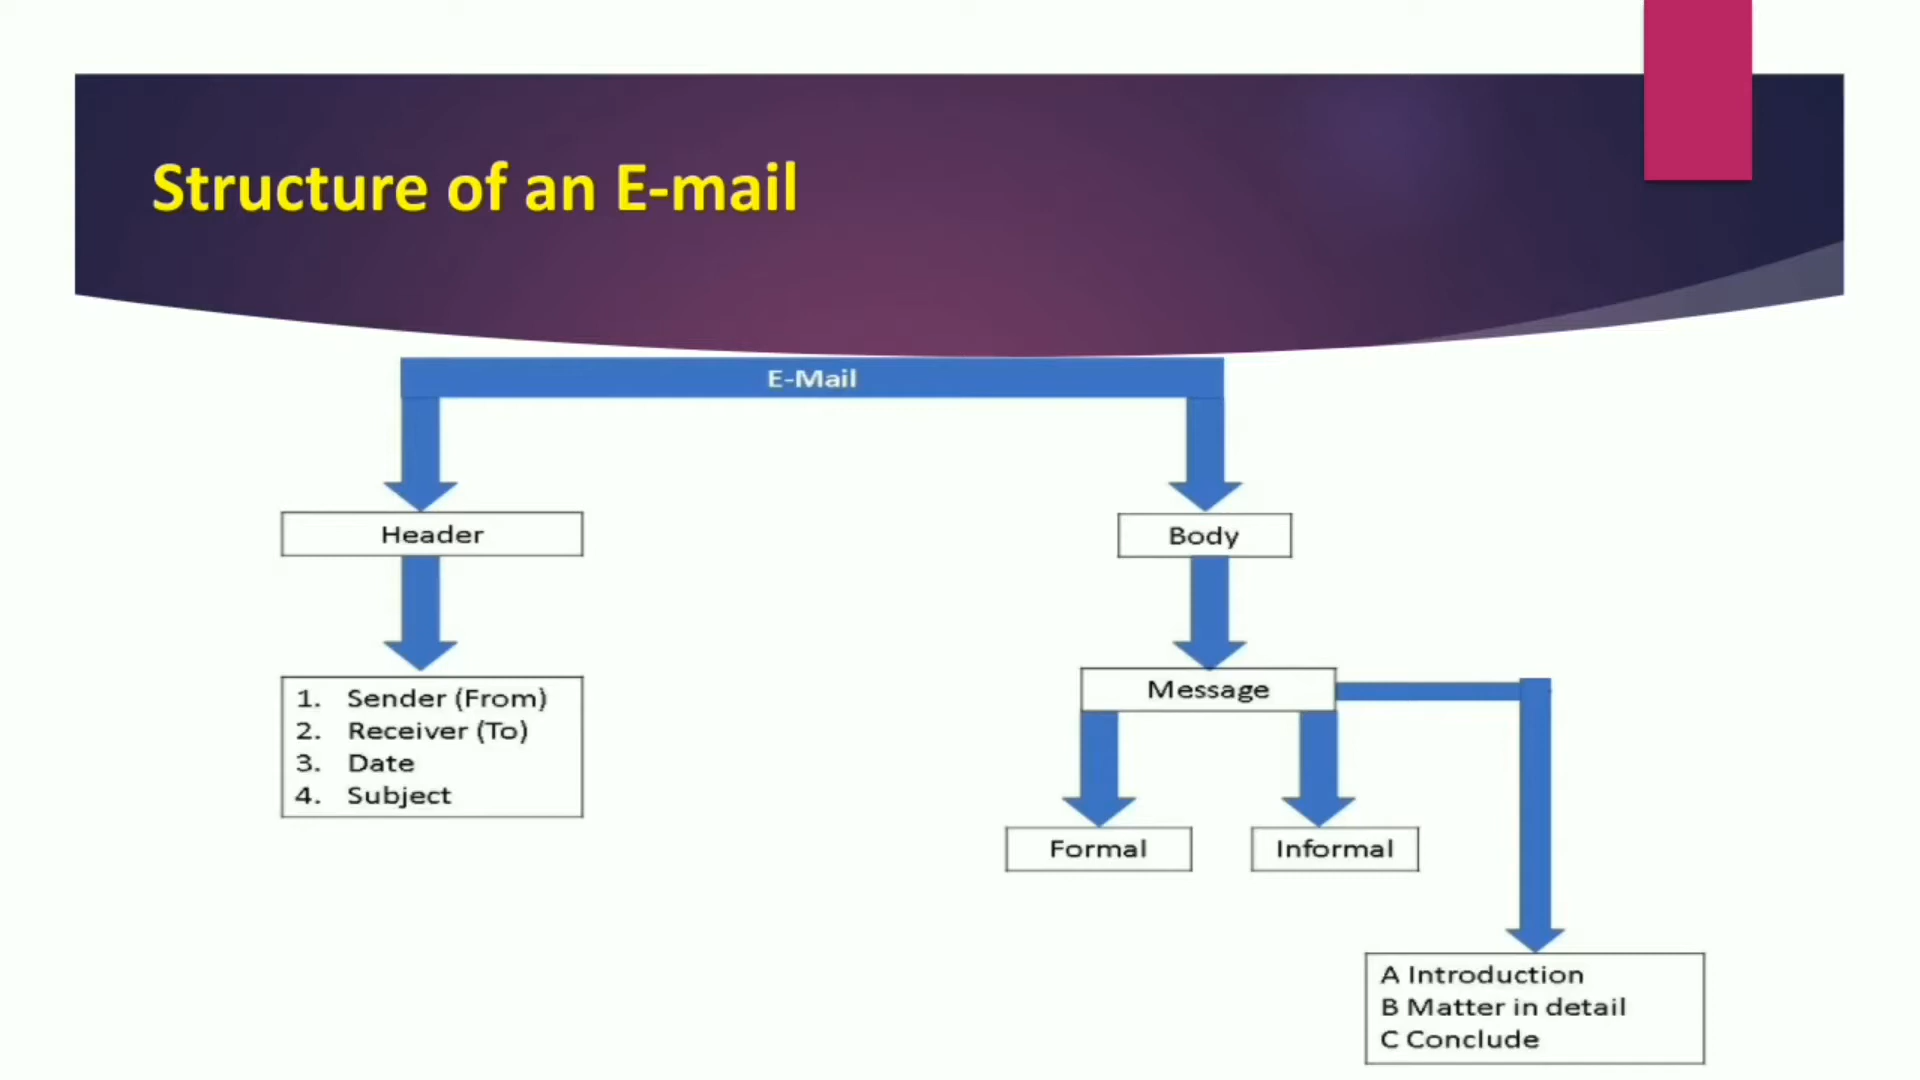 Structure of an E-mail
E-Mail
Header
Body
1. Sender (From)
2. Receiver (To)
3. Date
4. Subject
Message
Formal
Informal
A Introduction
B Matter in detail
C Conclude